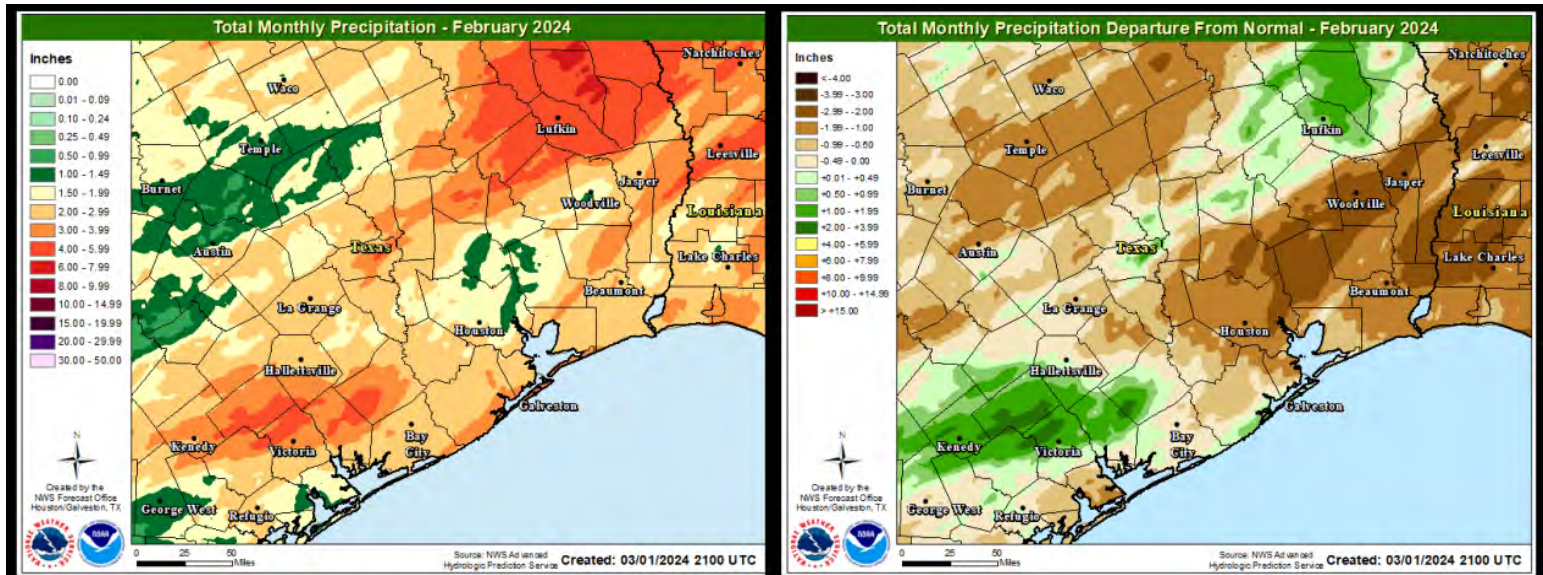 Total Monthly Precipitation - February 2024
Inches
0.00
0.01 - 0.09
0.10 - 0.24
0.25 - 0.49
0.50 - 0.99
1.00 - 1.49
1.50 - 1.99
2.00 - 2.99
3.00 - 3.99
4.00 - 5.99
6.00 - 7.99
8.00 - 9.99
10.00 - 14.99
15.00 - 19.99
20.00 - 29.99
30.00 - 50.00
N
Created by the
NWS Forecast Office
Houston/Galveston, TX
NOAA
Natchitoches
Waco
Lufkin
Temple
Leesville
Burnet
Jasper
Woodville
Louisiana
Austin
Texas
Lake Charles
Beaumont
La Grange
Houston
Hallettsville
Galveston
Kenedy
Victoria
Bay
City
George West
Refugio
0 25 50
Miles
Source: NWS Advanced
Hydrologic Prediction Service
Created: 03/01/2024 2100 UTC
Total Monthly Precipitation Departure From Normal - February 2024
Inches
< -4.00
-3.99 - -3.00
-2.99 - -2.00
-1.99 - -1.00
-0.99 - -0.50
-0.49 - 0.00
+0.01 - +0.49
+0.50 - +0.99
+1.00 - +1.99
+2.00 - +3.99
+4.00 - +5.99
+6.00 - +7.99
+8.00 - +9.99
+10.00 - +14.99
> +15.00
N
Created by the
NWS Forecast Office
Houston/Galveston, TX
NOAA
Natchitoches
Waco
Lufkin
Temple
Leesville
Burnet
Jasper
Woodville
Louisiana
Austin
Texas
Lake Charles
Beaumont
La Grange
Houston
Hallettsville
Galveston
Kenedy
Victoria
Bay
City
George West
Refugio
0 25 50
Miles
Source: NWS Advanced
Hydrologic Prediction Service
Created: 03/01/2024 2100 UTC